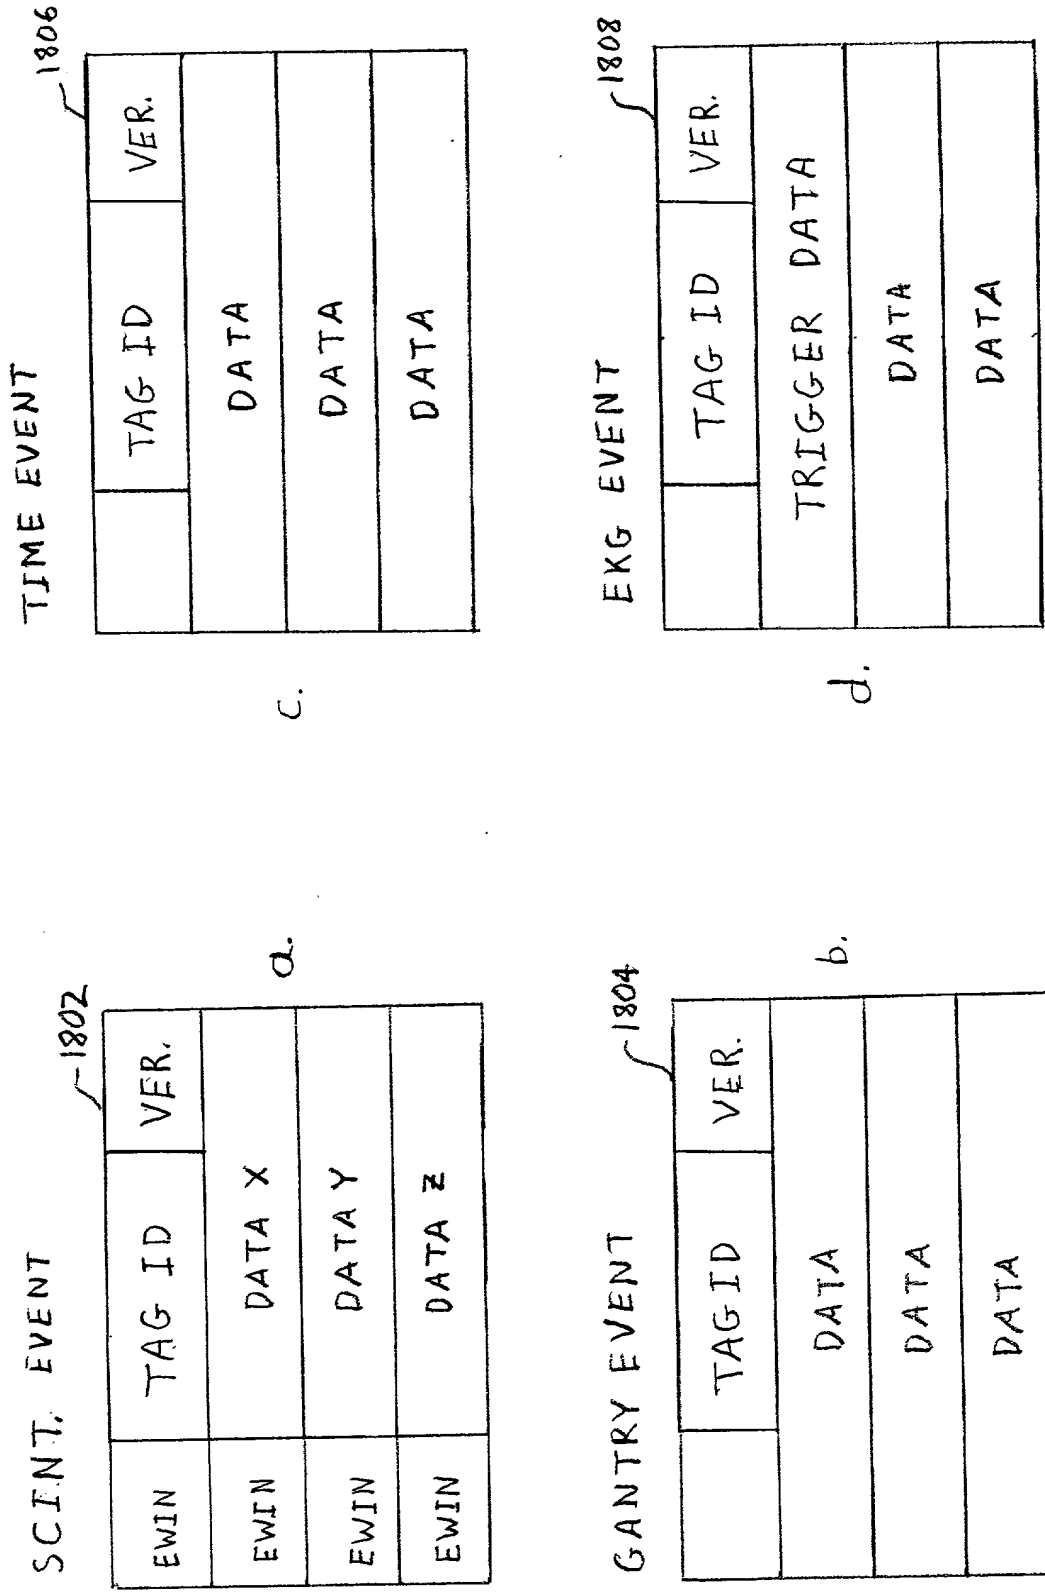 SCINT. EVENT
1802
EWIN TAG ID VER.
EWIN DATA X
EWIN DATA Y
EWIN DATA Z
a.
TIME EVENT
1806
TAG ID VER.
DATA
DATA
DATA
c.
GANTRY EVENT
1804
TAG ID VER.
DATA
DATA
DATA
b.
EKG EVENT
1808
TAG ID VER.
TRIGGER DATA
DATA
DATA
d.